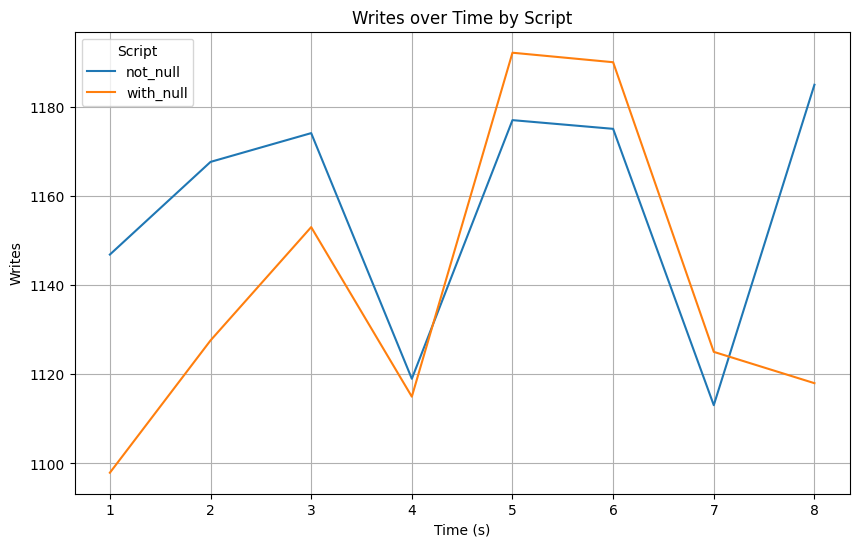 Writes over Time by Script
Script
not_null
with_null
Writes
1180
1160
1140
1120
1100
1 2 3 4 5 6 7 8
Time (s)